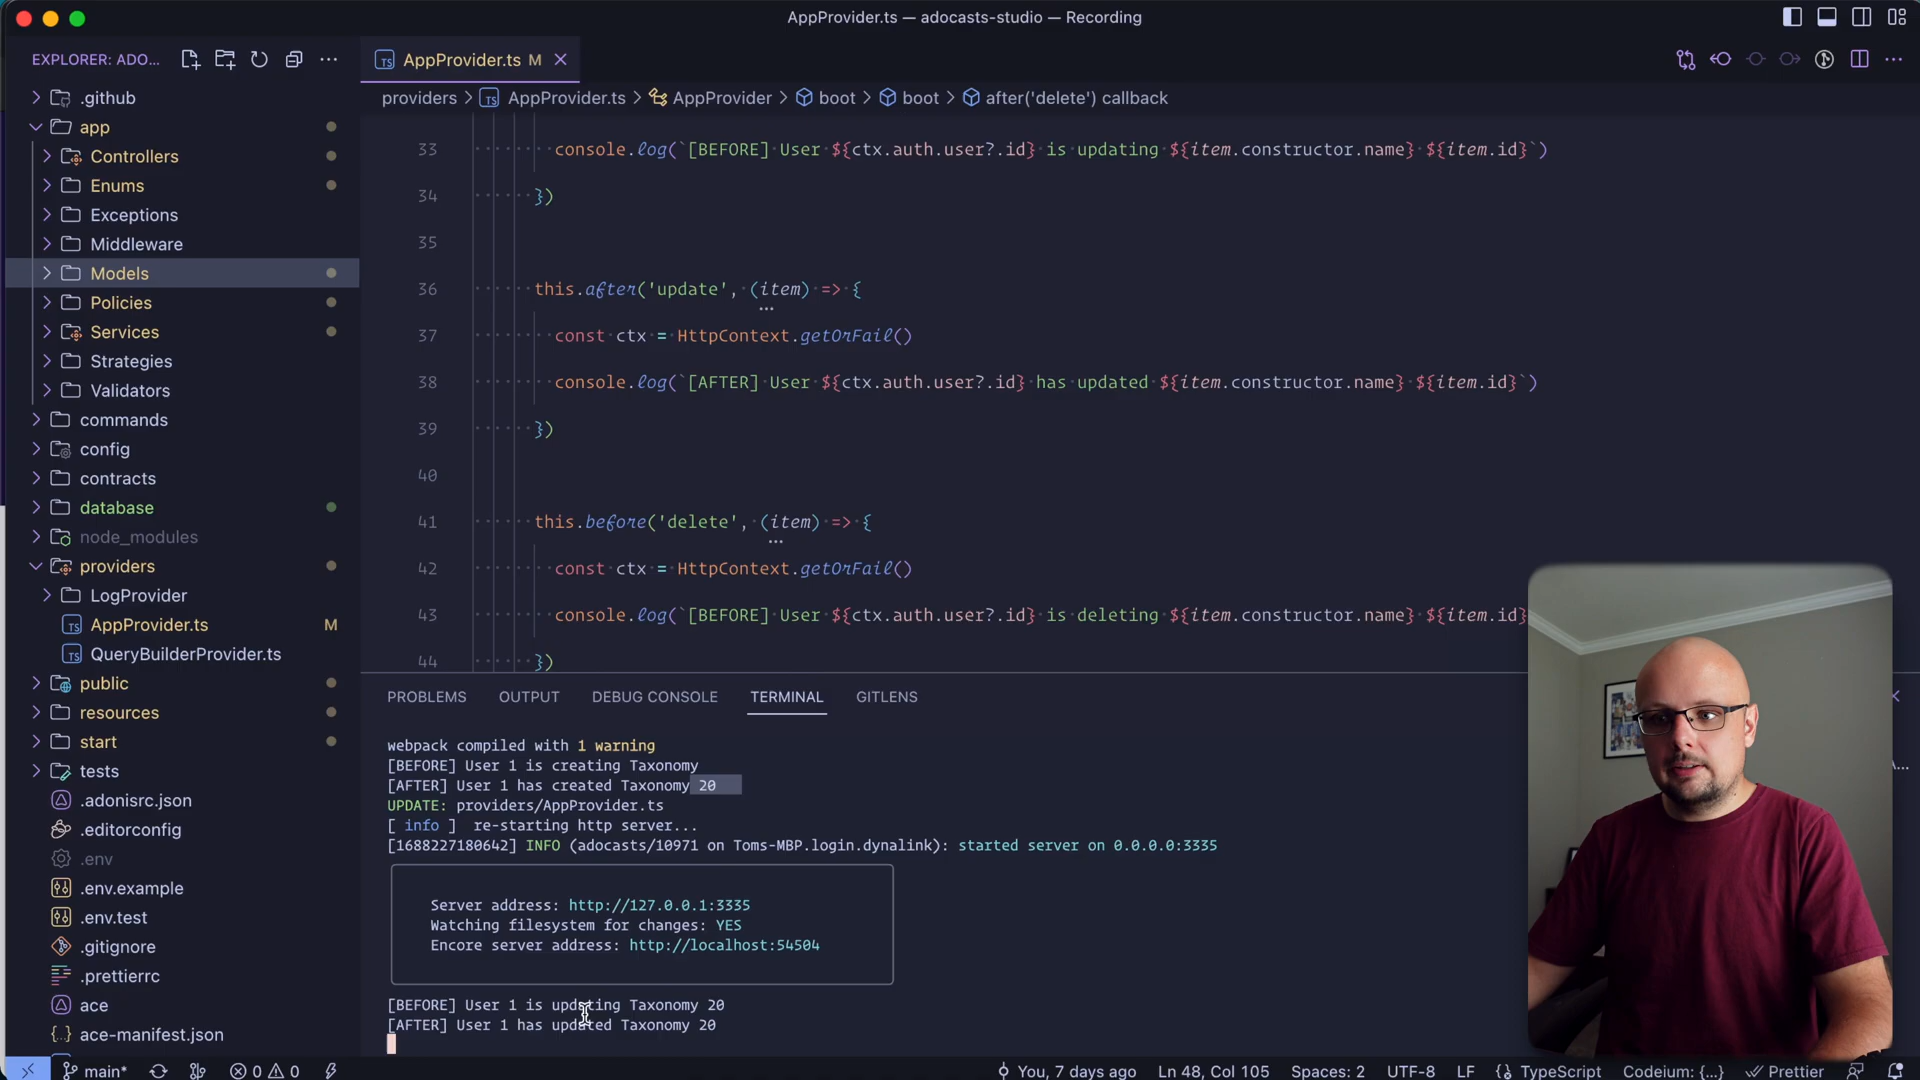 AppProvider.ts — adocasts-studio — Recording
EXPLORER: ADO...
AppProvider.ts M
providers > AppProvider.ts > AppProvider > boot > boot > after('delete') callback
.github
app
Controllers
Enums
Exceptions
Middleware
Models
Policies
Services
Strategies
Validators
commands
config
contracts
database
node_modules
providers
LogProvider
AppProvider.ts M
QueryBuilderProvider.ts
public
resources
start
tests
.adonisrc.json
.editorconfig
.env
.env.example
.env.test
.gitignore
.prettierrc
ace
ace-manifest.json
33 console.log(`[BEFORE] User ${ctx.auth.user?.id} is updating ${item.constructor.name} ${item.id}`)
34 })
35
36 this.after('update', (item) => {
37 const ctx = HttpContext.getOrFail()
38 console.log(`[AFTER] User ${ctx.auth.user?.id} has updated ${item.constructor.name} ${item.id}`)
39 })
40
41 this.before('delete', (item) => {
42 const ctx = HttpContext.getOrFail()
43 console.log(`[BEFORE] User ${ctx.auth.user?.id} is deleting ${item.constructor.name} ${item.id}
44 })
PROBLEMS OUTPUT DEBUG CONSOLE TERMINAL GITLENS
webpack compiled with 1 warning
[BEFORE] User 1 is creating Taxonomy
[AFTER] User 1 has created Taxonomy 20
UPDATE: providers/AppProvider.ts
[ info ] re-starting http server...
[1688227180642] INFO (adocasts/10971 on Toms-MBP.login.dynalink): started server on 0.0.0.0:3335
Server address: http://127.0.0.1:3335
Watching filesystem for changes: YES
Encore server address: http://localhost:54504
[BEFORE] User 1 is updating Taxonomy 20
[AFTER] User 1 has updated Taxonomy 20
main* 0 0 You, 7 days ago Ln 48, Col 105 Spaces: 2 UTF-8 LF TypeScript Codeium: {...} Prettier